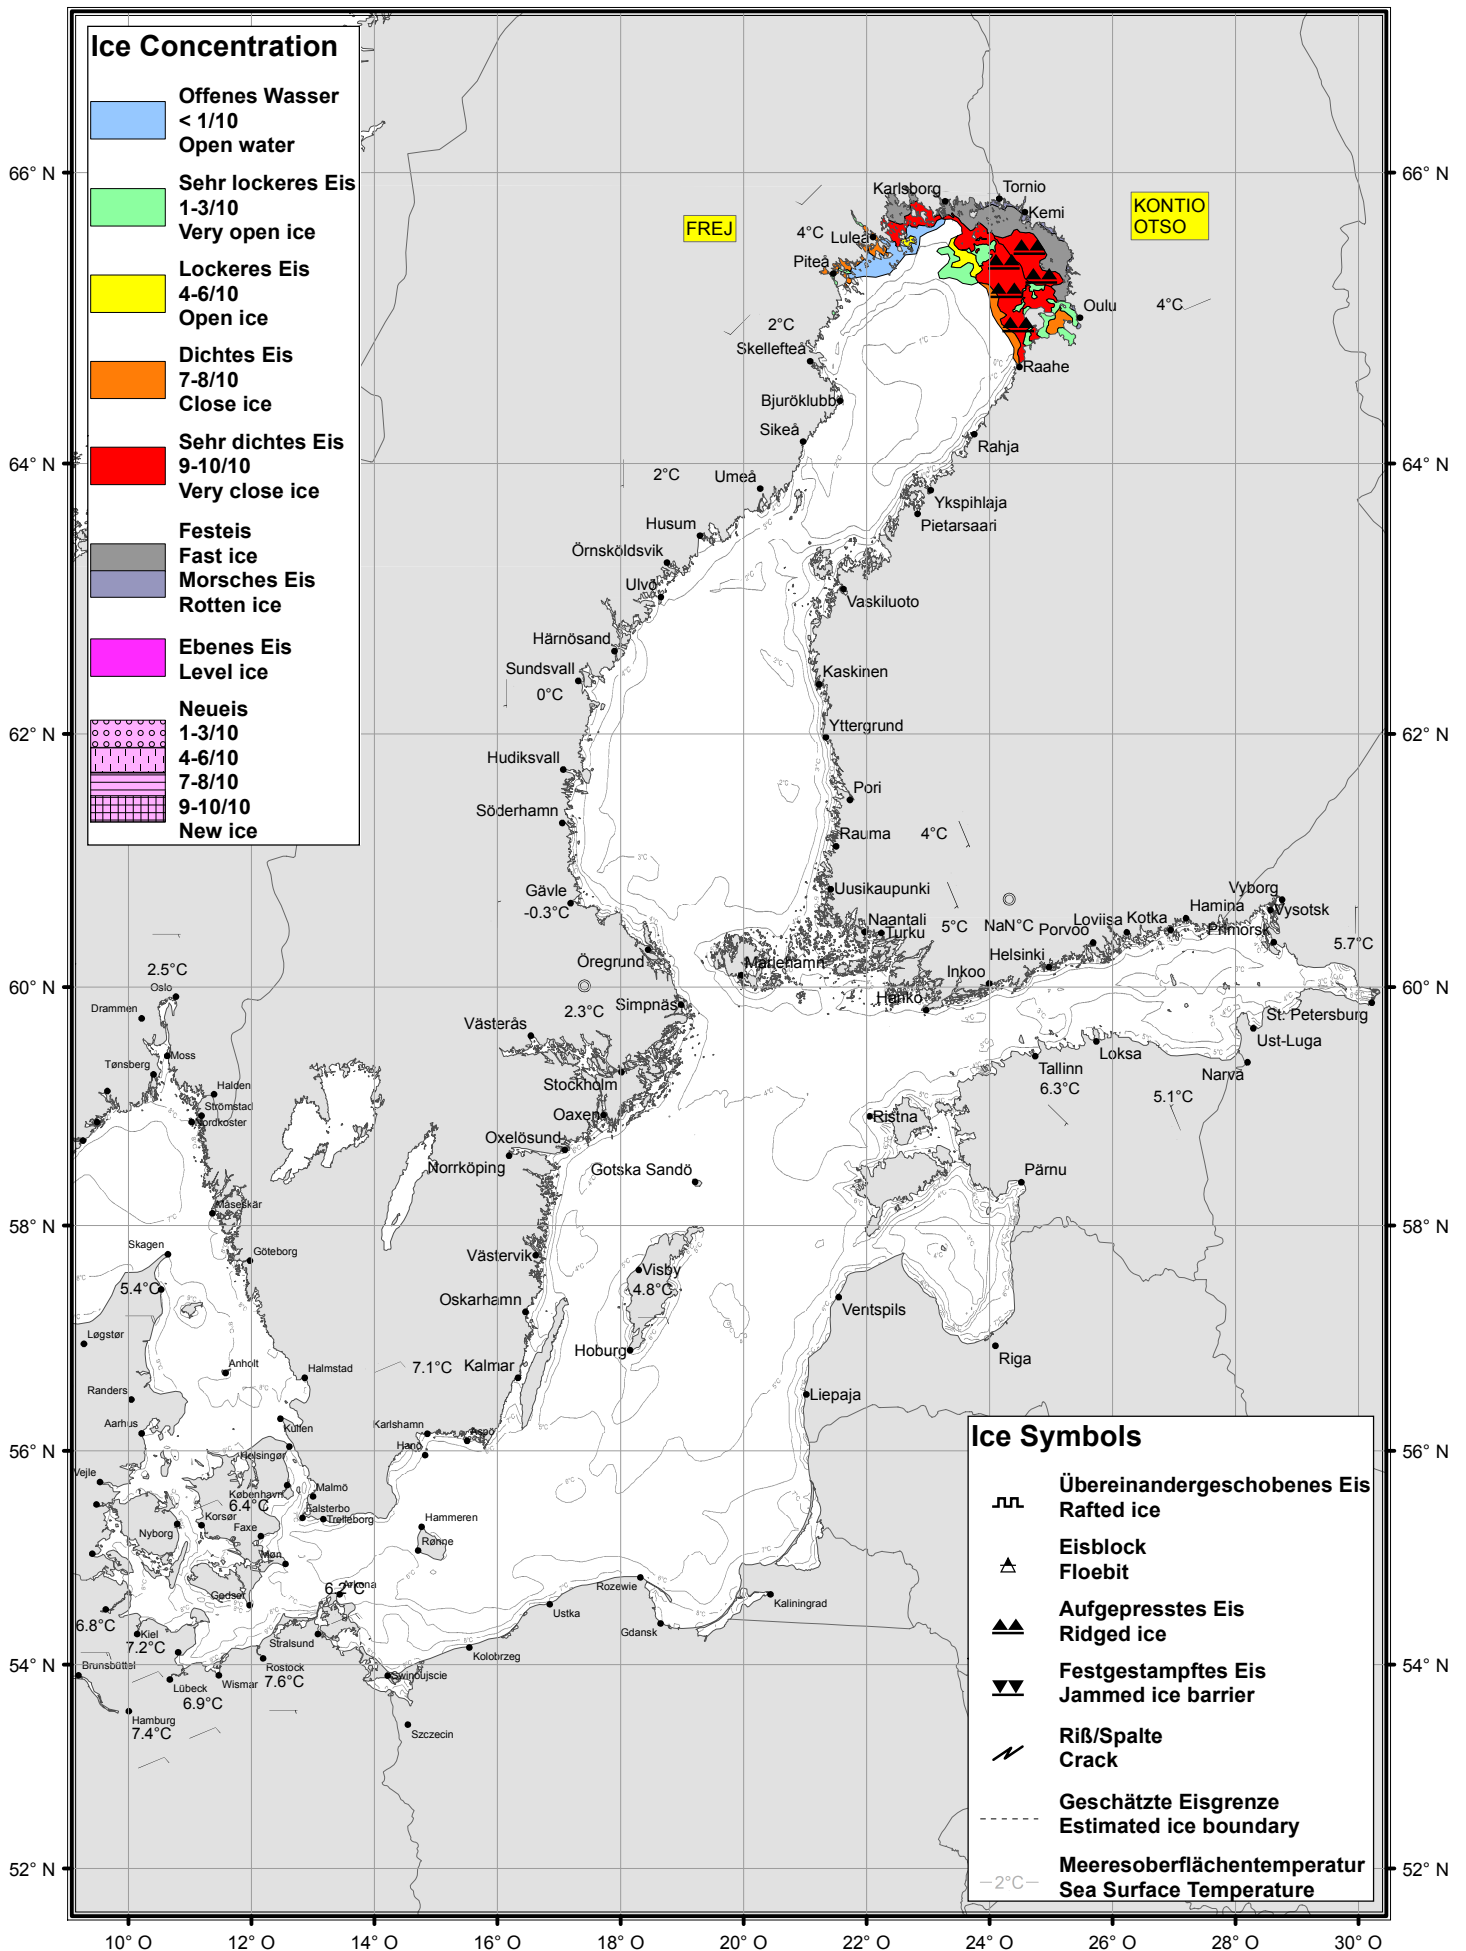 Ice Concentration
Offenes Wasser
< 1/10
Open water
Sehr lockeres Eis
1-3/10
Very open ice
Lockeres Eis
4-6/10
Open ice
Dichtes Eis
7-8/10
Close ice
Sehr dichtes Eis
9-10/10
Very close ice
Festeis
Fast ice
Morsches Eis
Rotten ice
Ebenes Eis
Level ice
Neueis
1-3/10
4-6/10
7-8/10
9-10/10
New ice
66° N
66° N
64° N
64° N
62° N
62° N
60° N
60° N
58° N
58° N
56° N
56° N
54° N
54° N
52° N
52° N
FREJ
KONTIO
OTSO
Karlsborg
Tornio
Kemi
4°C
Luleå
Piteå
Oulu
4°C
2°C
Skellefteå
Raahe
Bjuröklubb
Sikeå
Rahja
2°C
Umeå
Ykspihlaja
Pietarsaari
Husum
Örnsköldsvik
Ulvö
Vaskiluoto
Härnösand
Sundsvall
0°C
Kaskinen
Yttergrund
Hudiksvall
Pori
Söderhamn
Rauma
4°C
Gävle
-0.3°C
Uusikaupunki
Naantali
Turku
5°C
NaN°C
Porvoo
Loviisa
Kotka
Hamina
Vyborg
Vysotsk
Primorsk
5.7°C
Öregrund
Mariehamn
Hanko
Inkoo
Helsinki
2.5°C
Oslo
Drammen
2.3°C
Simpnäs
St. Petersburg
Västerås
Ust-Luga
Moss
Tønsberg
Stockholm
Tallinn
6.3°C
Loksa
Narva
5.1°C
Halden
Strömstad
Nordkoster
Oaxen
Ristna
Oxelösund
Norrköping
Gotska Sandö
Pärnu
Måseskär
Skagen
Göteborg
Västervik
Visby
4.8°C
5.4°C
Oskarhamn
Ventspils
Løgstør
Hoburg
Riga
Anholt
Halmstad
7.1°C
Kalmar
Randers
Liepaja
Aarhus
Kullen
Karlshamn
Hanö
Aspö
Helsingør
Vejle
København
6.4°C
Malmö
Falsterbo
Trelleborg
Hammeren
Rønne
Nyborg
Korsør
Faxe
Møn
Gedser
6.2°C
Arkona
Rozewie
Kaliningrad
Ustka
6.8°C
Kiel
7.2°C
Stralsund
Gdansk
Kolobrzeg
Brunsbüttel
Lübeck
6.9°C
Wismar
Rostock
7.6°C
Swinoujscie
Hamburg
7.4°C
Szczecin
Ice Symbols
Übereinandergeschobenes Eis
Rafted ice
Eisblock
Floebit
Aufgepresstes Eis
Ridged ice
Festgestampftes Eis
Jammed ice barrier
Riß/Spalte
Crack
Geschätzte Eisgrenze
Estimated ice boundary
2°C
Meeresoberflächentemperatur
Sea Surface Temperature
10° O
12° O
14° O
16° O
18° O
20° O
22° O
24° O
26° O
28° O
30° O